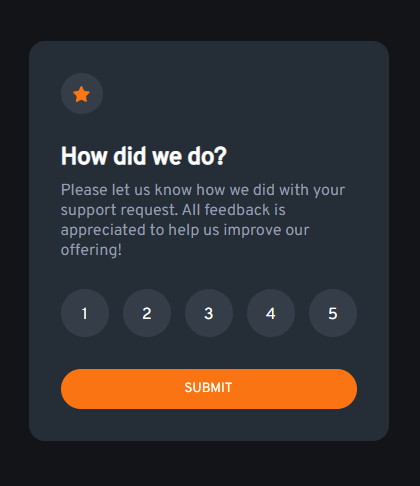 How did we do?
Please let us know how we did with your
support request. All feedback is
appreciated to help us improve our
offering!
1 2 3 4 5
SUBMIT